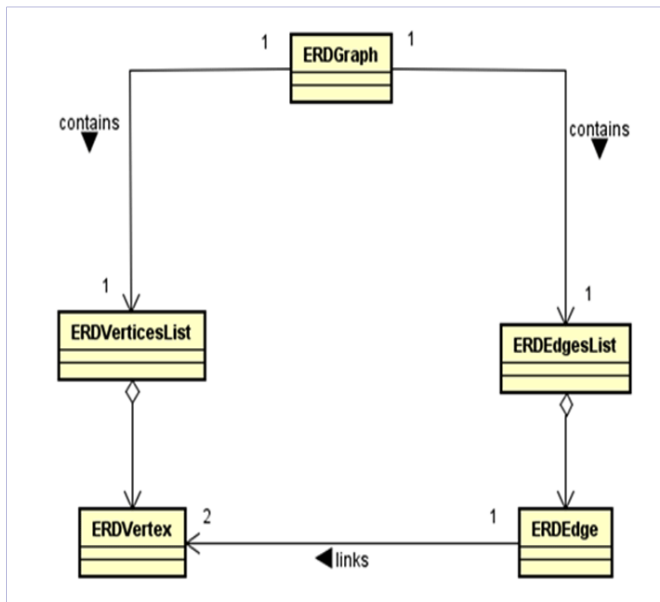 1
1
ERDGraph
contains
contains
1
1
ERDVerticesList
ERDEdgesList
2
1
ERDVertex
ERDEdge
links